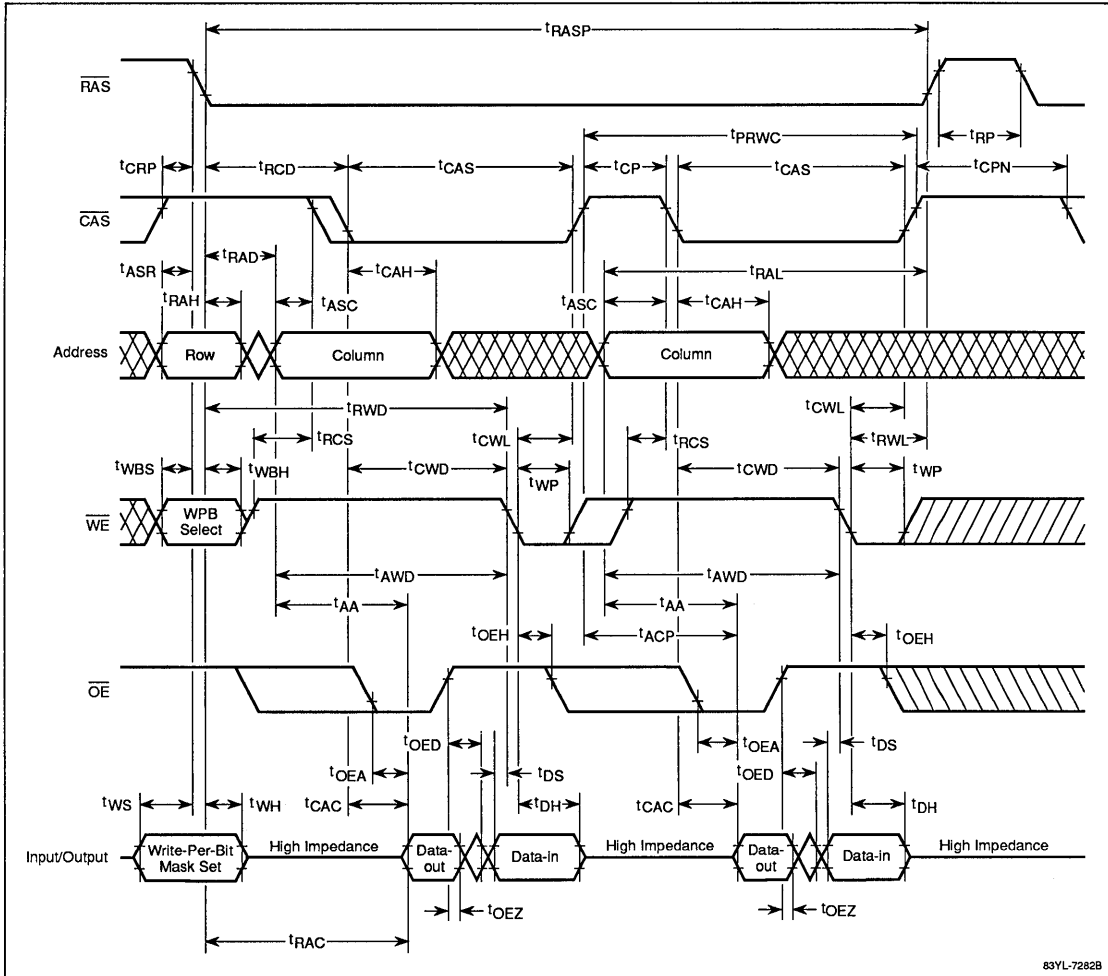 tRASP
RAS
tPRWC
tRP
tCRP
tRCD
tCAS
tCP
tCAS
tCPN
CAS
tRAD
tASR
tCAH
tRAL
tRAH
tASC
tASC
tCAH
Address
Row
Column
Column
tRWD
tCWL
tRCS
tCWL
tRCS
tRWL
tWBS
tWBH
tCWD
tWP
tCWD
tWP
WE
WPB
Select
tAWD
tAWD
tAA
tAA
tOEH
tACP
tOEH
OE
tOED
tOEA
tOEA
tDS
tOED
tDS
tWS
tWH
tCAC
tDH
tCAC
tDH
Input/Output
Write-Per-Bit
Mask Set
High Impedance
Data-
out
Data-in
High Impedance
Data-
out
Data-in
High Impedance
tOEZ
tOEZ
tRAC
83YL-7282B